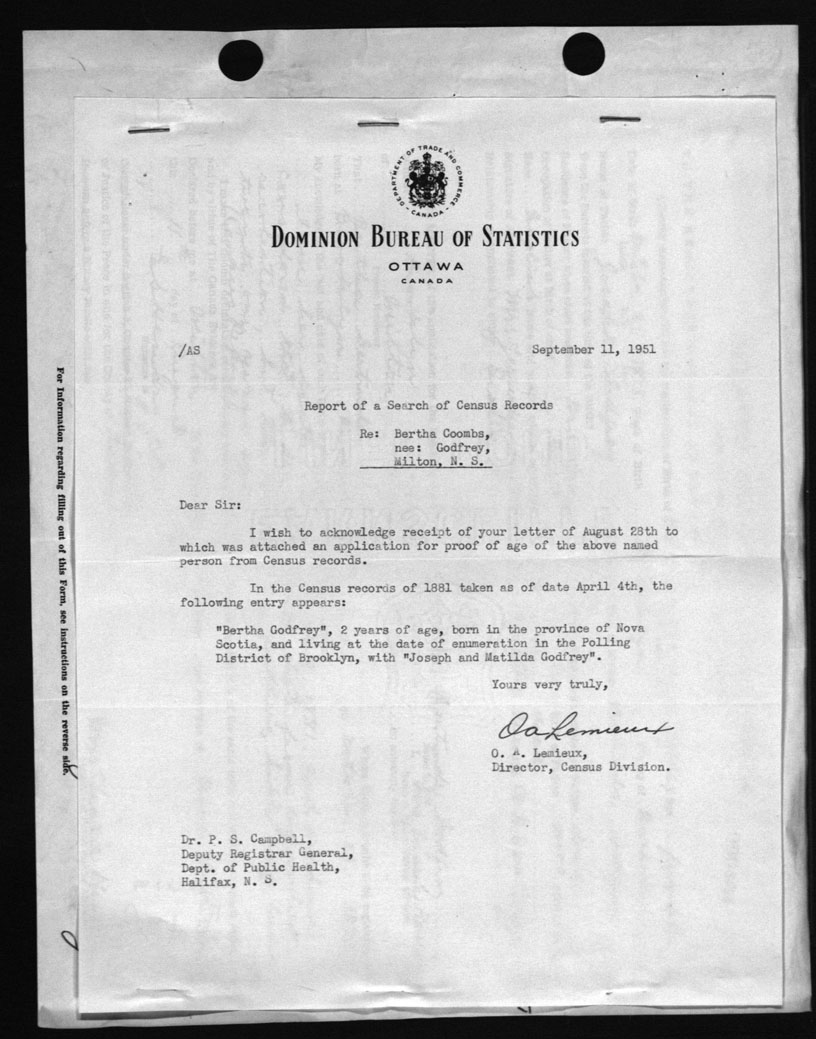 DEPARTMENT OF TRADE AND COMMERCE
CANADA
DOMINION BUREAU OF STATISTICS
OTTAWA
CANADA
/AS
September 11, 1951
Report of a Search of Census Records
Re: Bertha Coombs,
nee: Godfrey,
Milton, N. S.
Dear Sir:
I wish to acknowledge receipt of your letter of August 28th to
which was attached an application for proof of age of the above named
person from Census records.
In the Census records of 1881 taken as of date April 4th, the
following entry appears:
"Bertha Godfrey", 2 years of age, born in the province of Nova
Scotia, and living at the date of enumeration in the Polling
District of Brooklyn, with "Joseph and Matilda Godfrey".
Yours very truly,
OA Lemieux
O. A. Lemieux,
Director, Census Division.
Dr. P. S. Campbell,
Deputy Registrar General,
Dept. of Public Health,
Halifax, N. S.
For Information regarding filling out of this Form, see instructions on the reverse side.